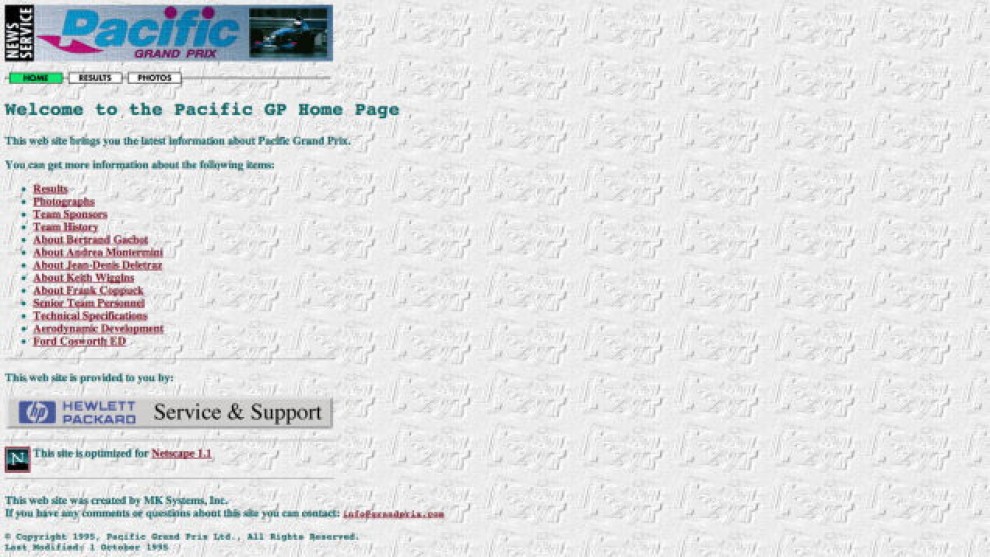 NEWS SERVICE
Pacific
GRAND PRIX
HOME RESULTS PHOTOS
Welcome to the Pacific GP Home Page
This web site brings you the latest information about Pacific Grand Prix.
You can get more information about the following items:
Results
Photographs
Team Sponsors
Team History
About Bertrand Gachot
About Andrea Montermini
About Jean-Denis Deletraz
About Keith Wiggins
About Frank Coppuck
Senior Team Personnel
Technical Specifications
Aerodynamic Development
Ford Cosworth ED
This web site is provided to you by:
hp HEWLETT PACKARD Service & Support
N This site is optimized for Netscape 1.1
This web site was created by MK Systems, Inc.
If you have any comments or questions about this site you can contact: info@grandprix.com
© Copyright 1995, Pacific Grand Prix Ltd., All Rights Reserved.
Last Modified: 1 October 1995